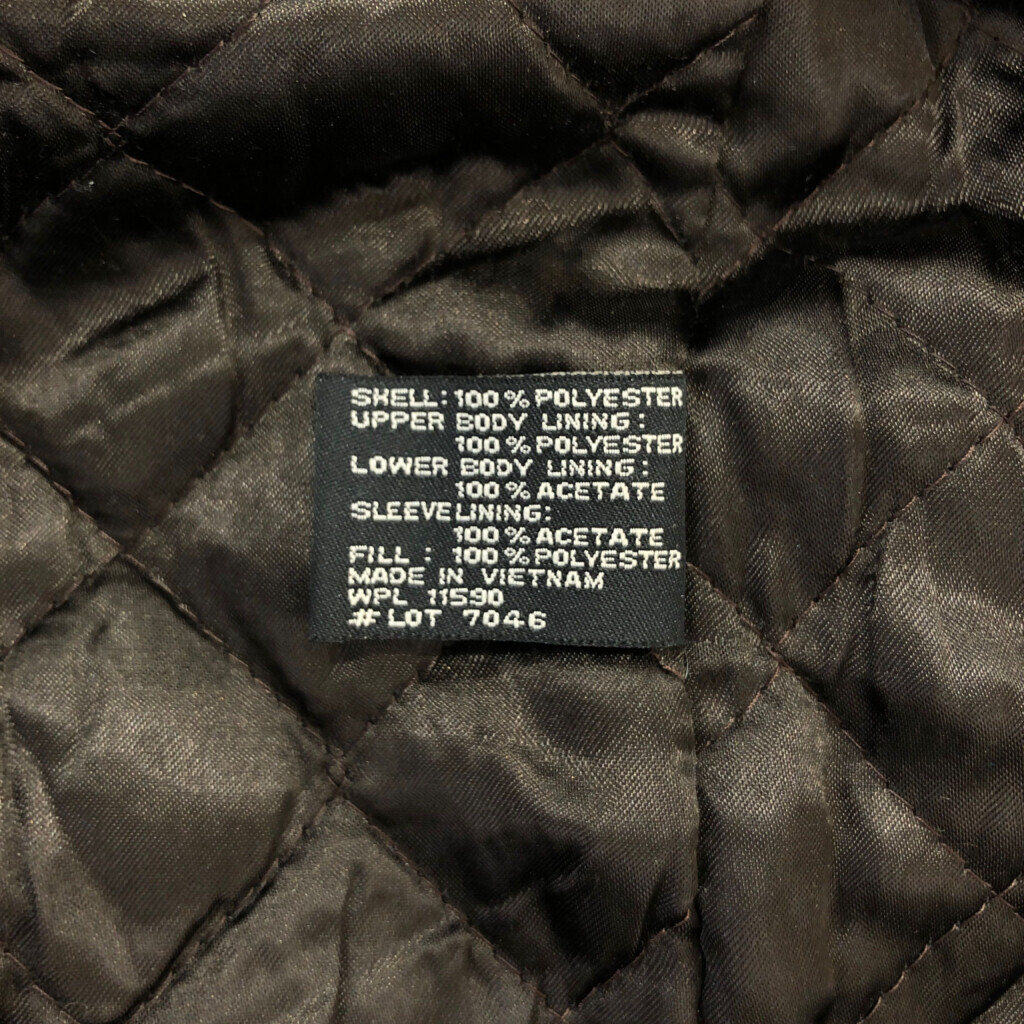 SHELL: 100% POLYESTER
UPPER BODY LINING:
100% POLYESTER
LOWER BODY LINING:
100% ACETATE
SLEEVE LINING:
100% ACETATE
FILL: 100% POLYESTER
MADE IN VIETNAM
WPL 11590
# LOT 7046